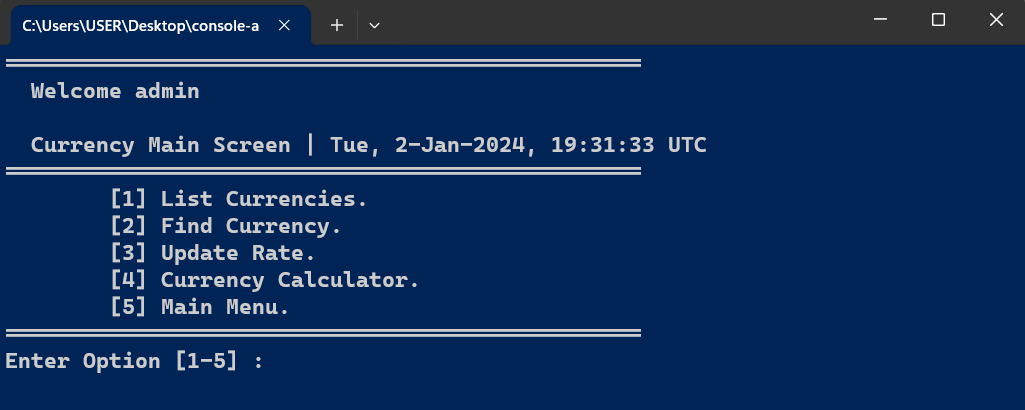 C:\Users\USER\Desktop\console-a
Welcome admin
Currency Main Screen | Tue, 2-Jan-2024, 19:31:33 UTC
[1] List Currencies.
[2] Find Currency.
[3] Update Rate.
[4] Currency Calculator.
[5] Main Menu.
Enter Option [1-5] :